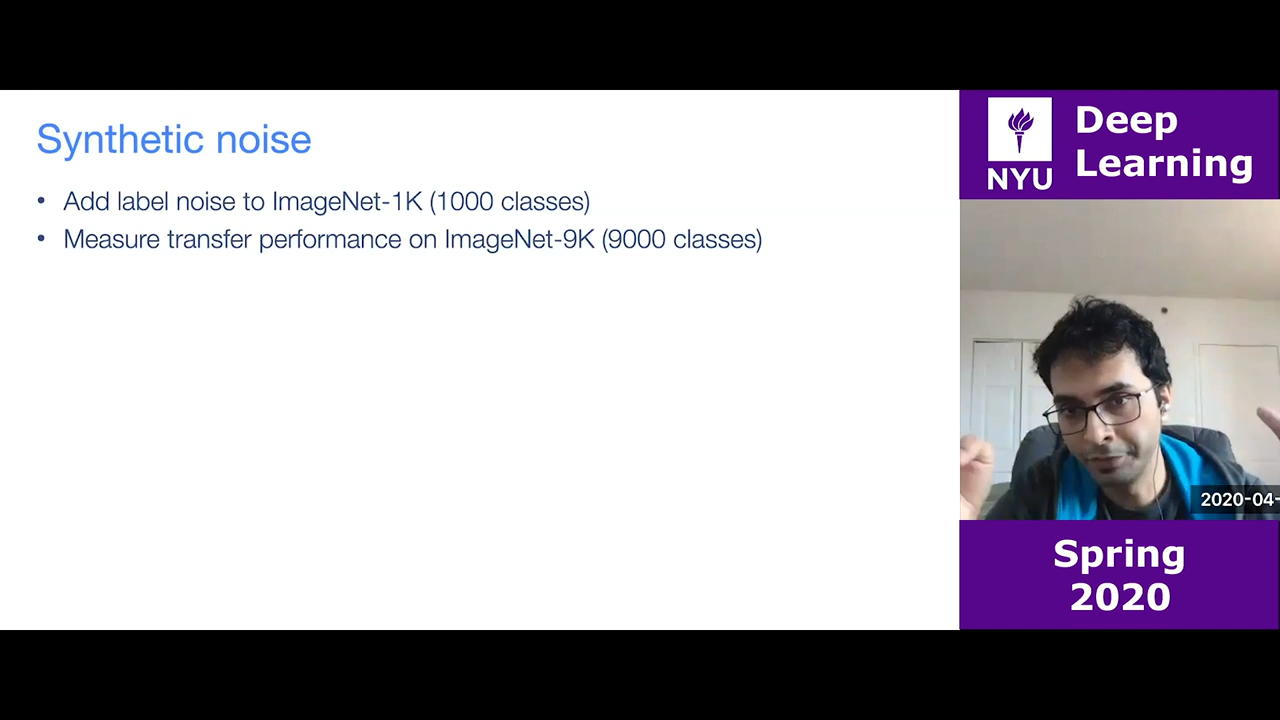 Synthetic noise
• Add label noise to ImageNet-1K (1000 classes)
• Measure transfer performance on ImageNet-9K (9000 classes)
NYU
Deep
Learning
2020-04-
Spring
2020